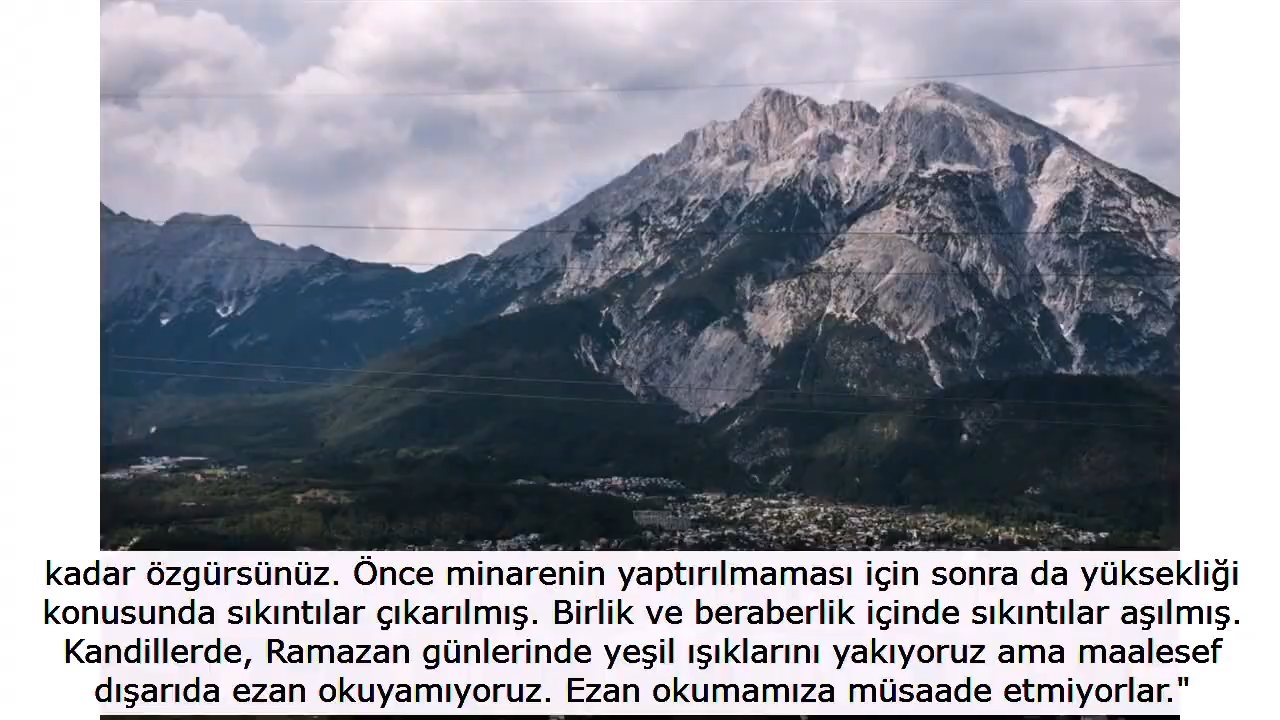 kadar özgürsünüz. Önce minarenin yaptırılmaması için sonra da yüksekliği
konusunda sıkıntılar çıkarılmış. Birlik ve beraberlik içinde sıkıntılar aşılmış.
Kandillerde, Ramazan günlerinde yeşil ışıklarını yakıyoruz ama maalesef
dışarıda ezan okuyamıyoruz. Ezan okumamıza müsaade etmiyorlar."